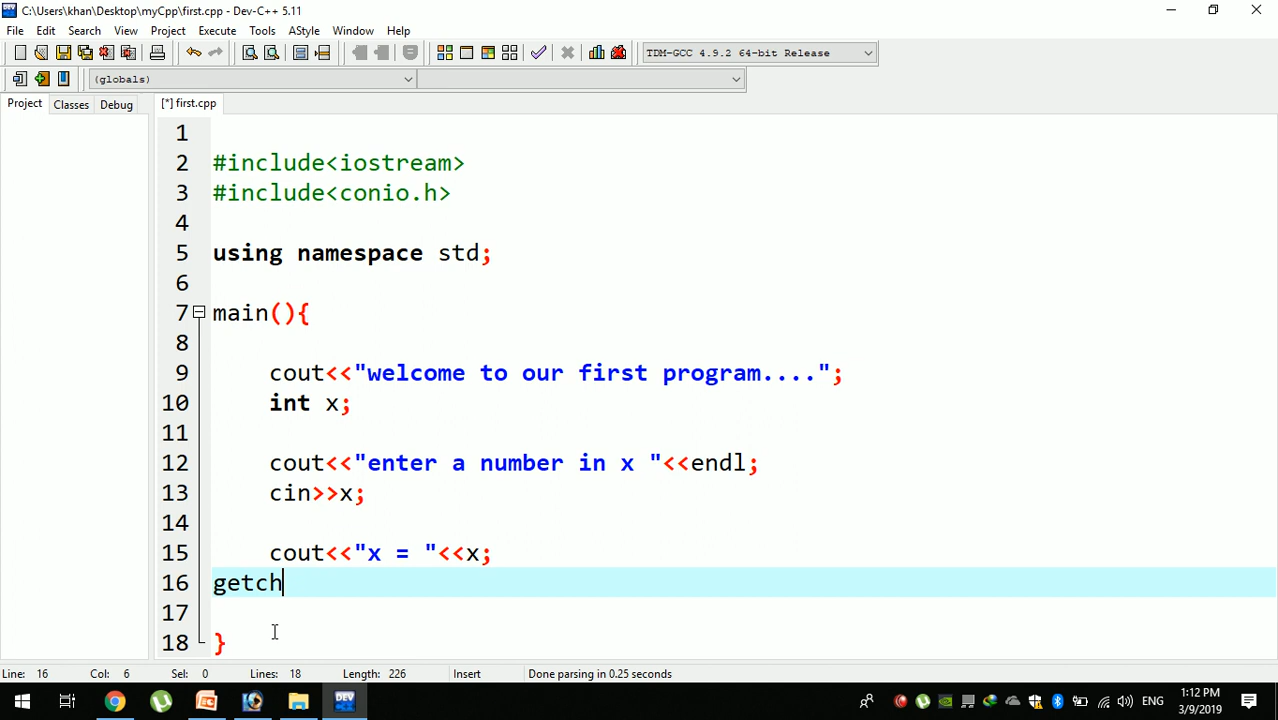 C:\Users\khan\Desktop\myCpp\first.cpp - Dev-C++ 5.11
File Edit Search View Project Execute Tools AStyle Window Help
TDM-GCC 4.9.2 64-bit Release
(globals)
Project Classes Debug [*] first.cpp
1
2 #include<iostream>
3 #include<conio.h>
4
5 using namespace std;
6
7 main(){
8
9 cout<<"welcome to our first program....";
10 int x;
11
12 cout<<"enter a number in x "<<endl;
13 cin>>x;
14
15 cout<<"x = "<<x;
16 getch
17
18 }
Line: 16 Col: 6 Sel: 0 Lines: 18 Length: 226 Insert Done parsing in 0.25 seconds
DEV
ENG
1:12 PM
3/9/2019